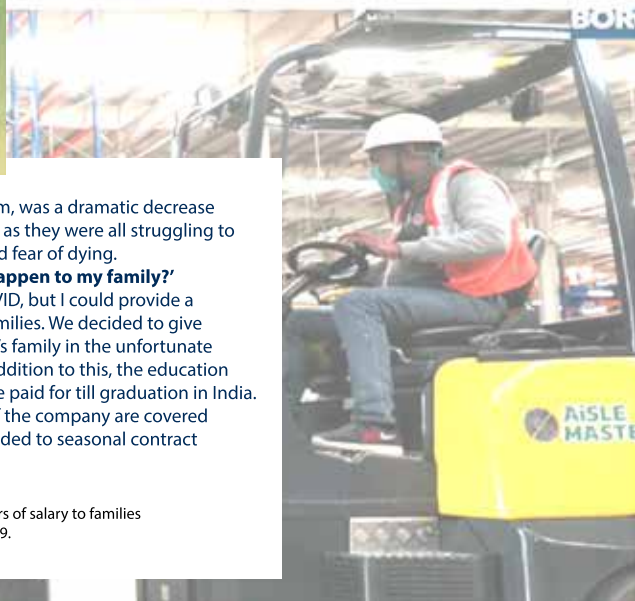 BOR
m, was a dramatic decrease
as they were all struggling to
d fear of dying.
appen to my family?’
VID, but I could provide a
milies. We decided to give
’s family in the unfortunate
ddition to this, the education
e paid for till graduation in India.
f the company are covered
ded to seasonal contract
rs of salary to families
9.
AiSLE
MASTE